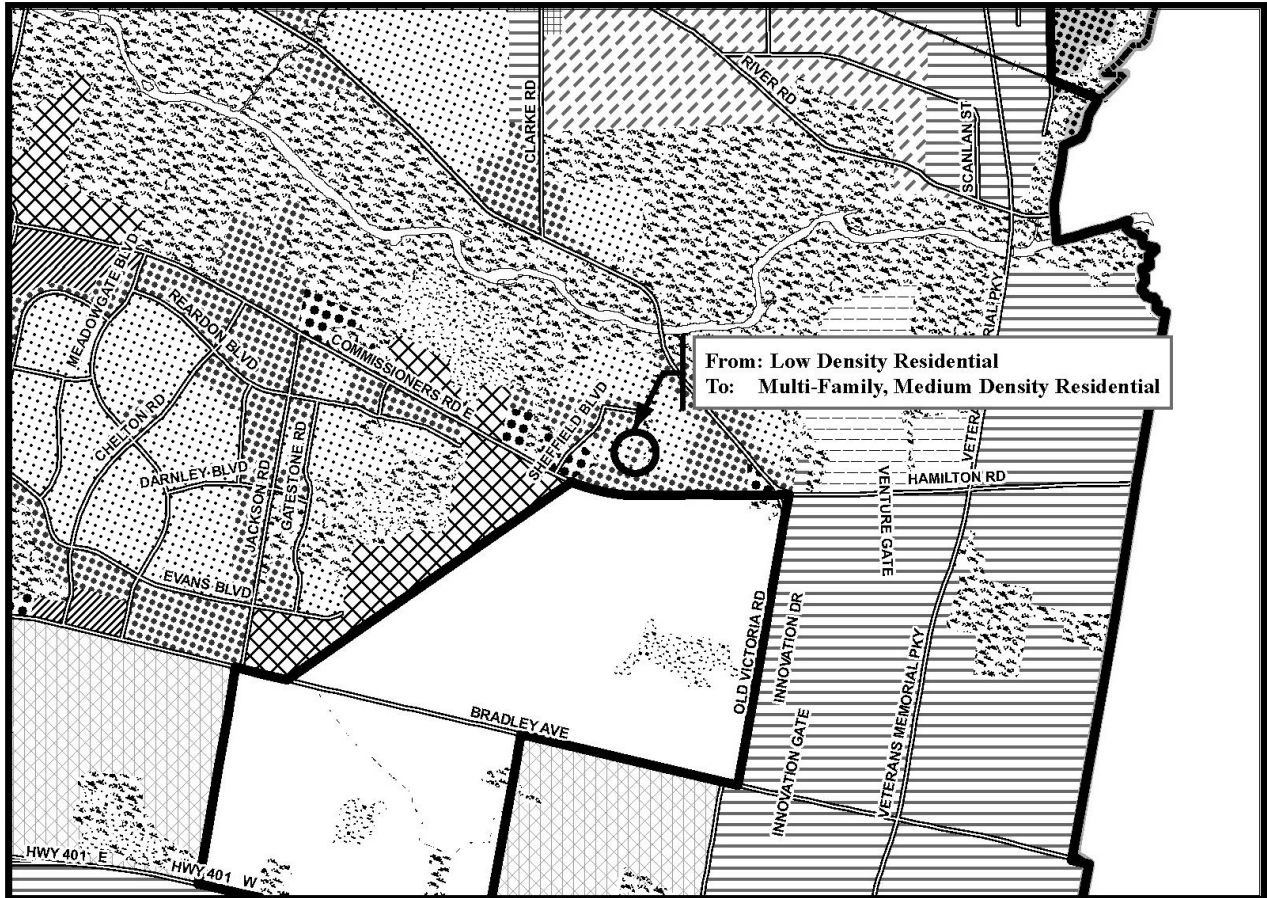 CLARKE RD
RIVER RD
SCANLAN ST
MEADOWGATE BLVD
REARDON BLVD
COMMISSIONERS RD E
CHELTON RD
DARNLEY BLVD
JACKSON RD
GATESTONE RD
EVANS BLVD
SHEFFIELD BLVD
From: Low Density Residential
To: Multi-Family, Medium Density Residential
HAMILTON RD
VENTURE GATE
OLD VICTORIA RD
INNOVATION DR
INNOVATION GATE
VETERANS MEMORIAL PKY
BRADLEY AVE
HWY 401 E
HWY 401 W